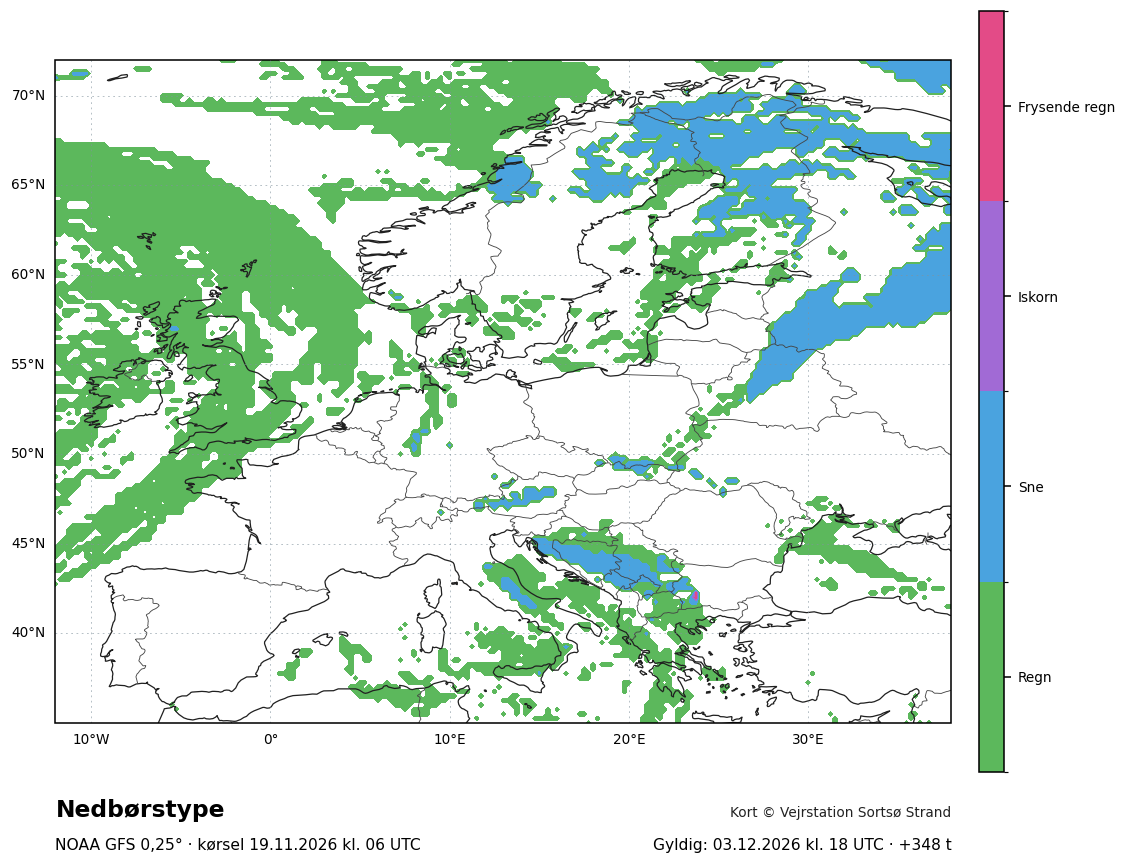 70°N
65°N
60°N
55°N
50°N
45°N
40°N
10°W
0°
10°E
20°E
30°E
Frysende regn
Iskorn
Sne
Regn
Nedbørstype
Kort © Vejrstation Sortsø Strand
NOAA GFS 0,25° · kørsel 19.11.2026 kl. 06 UTC
Gyldig: 03.12.2026 kl. 18 UTC · +348 t